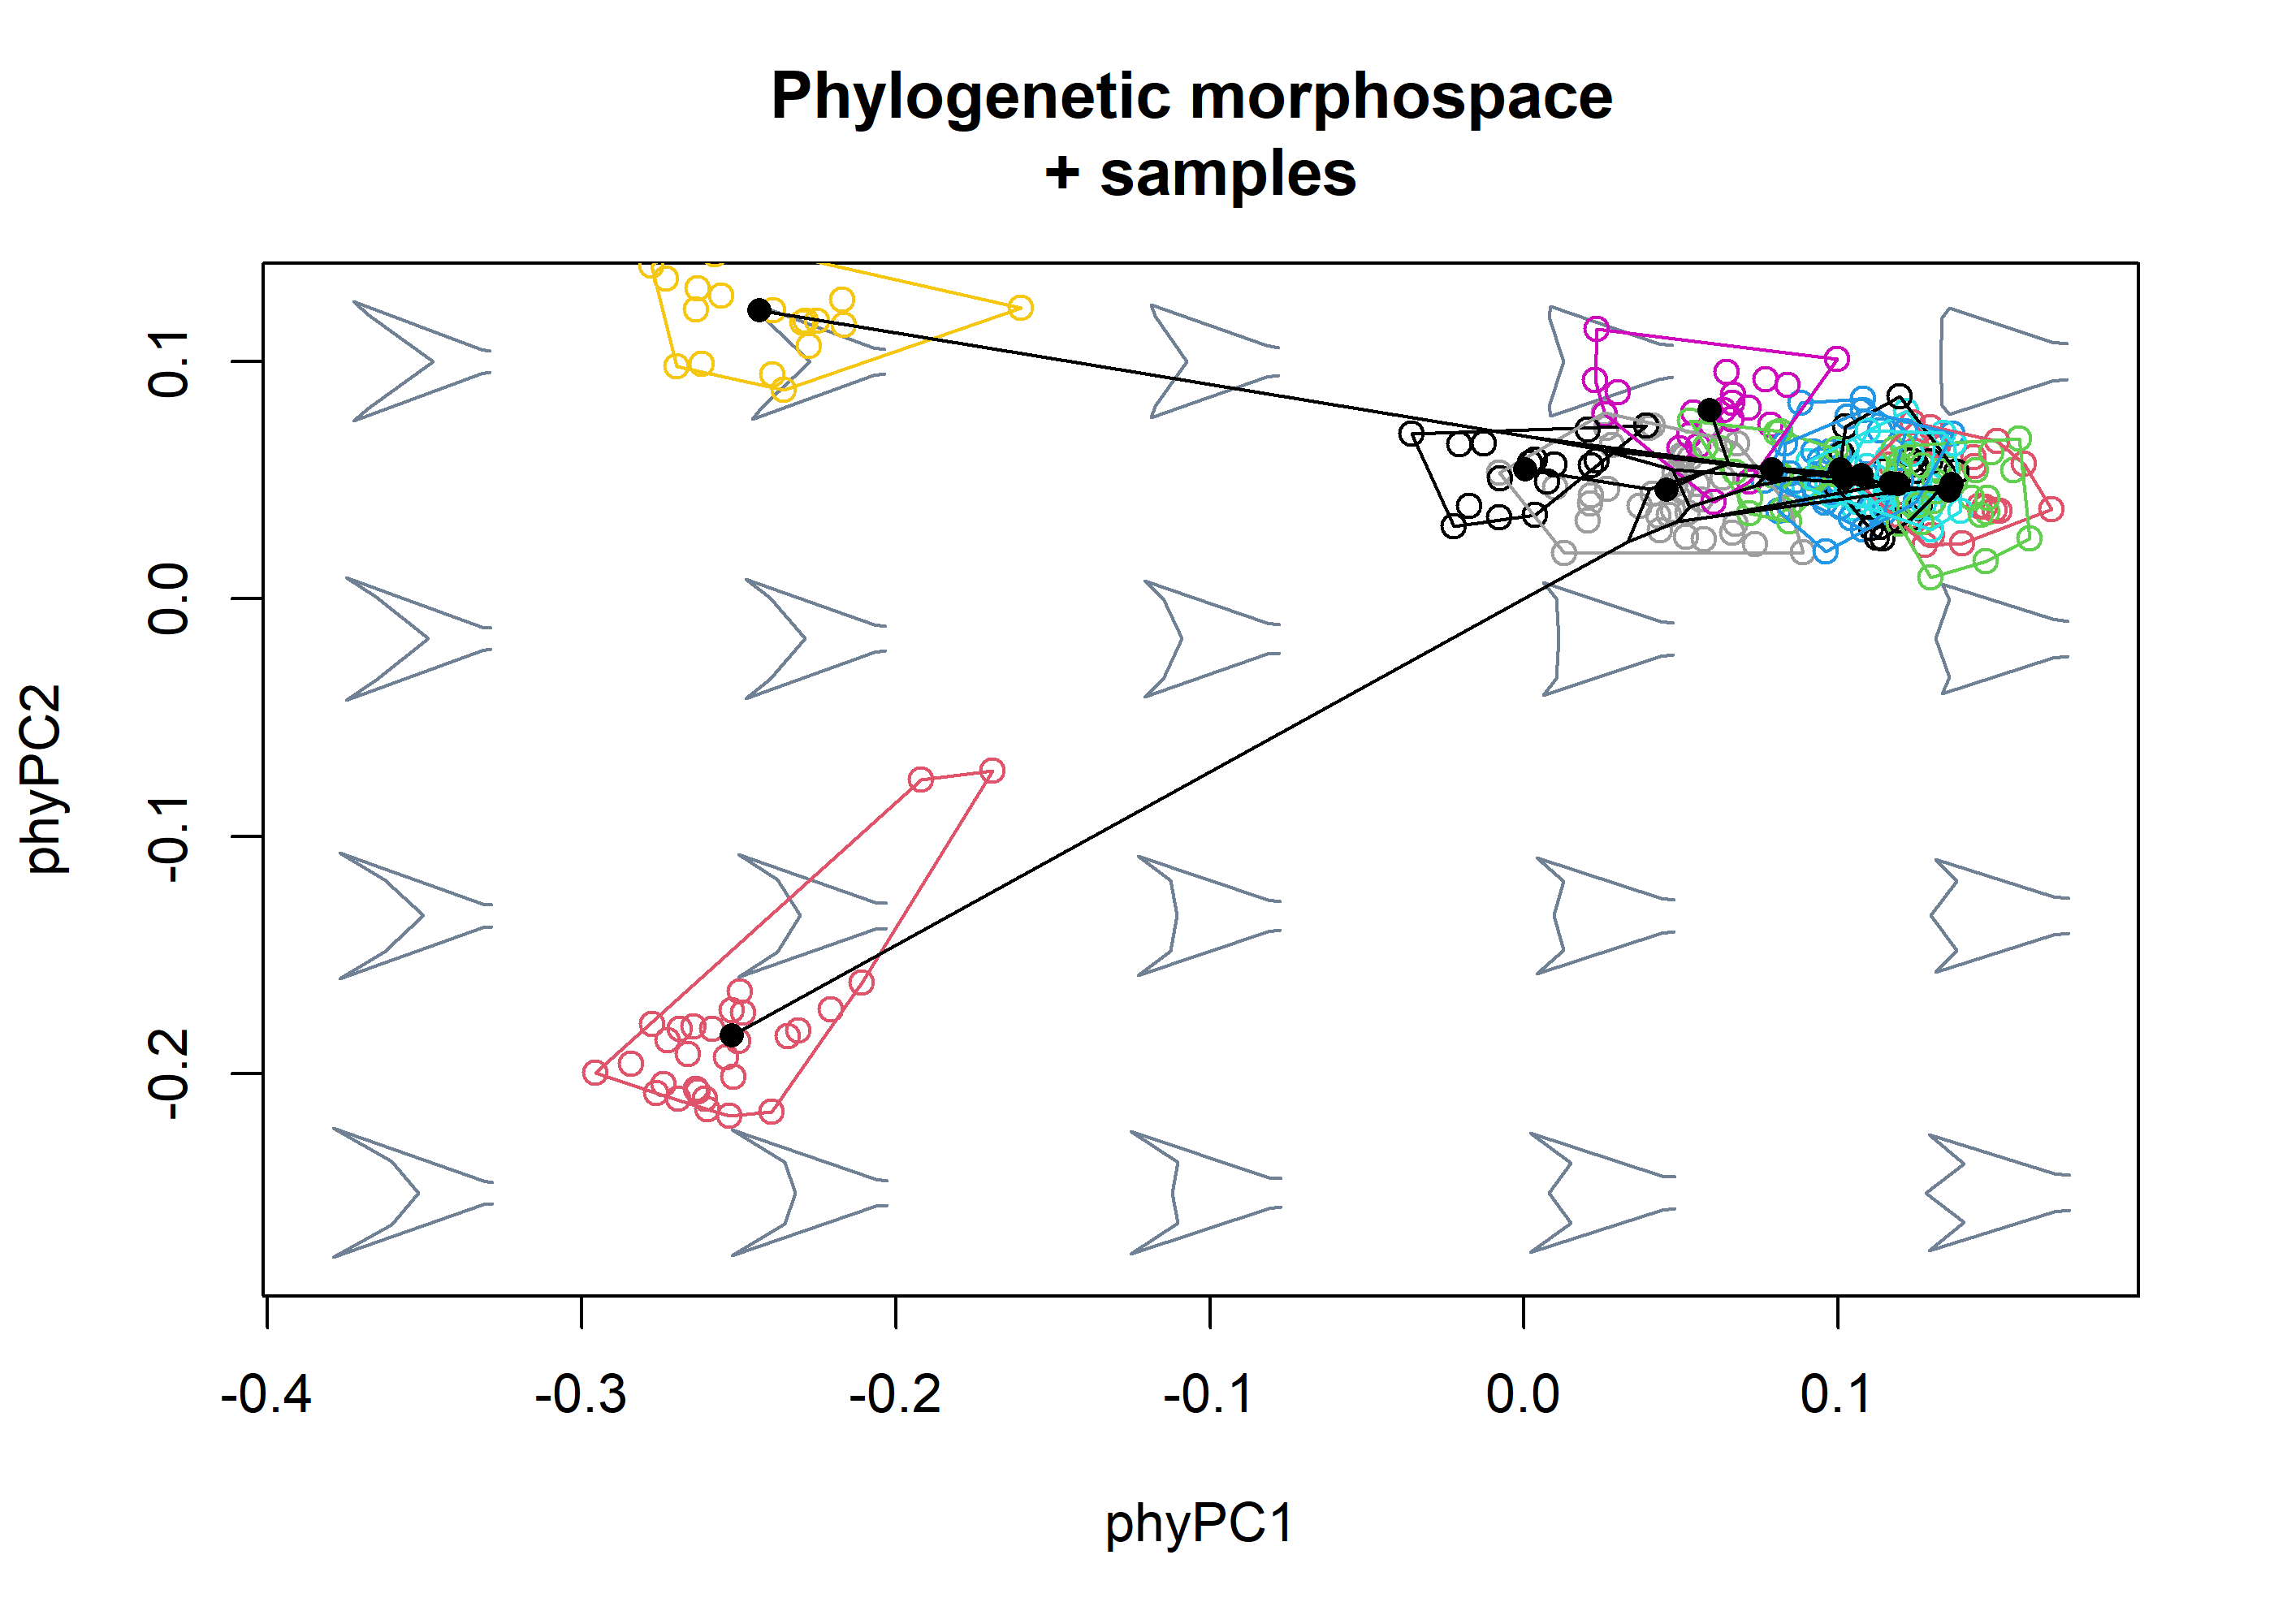 Phylogenetic morphospace
+ samples
phyPC2
0.1
0.0
-0.1
-0.2
-0.4 -0.3 -0.2 -0.1 0.0 0.1
phyPC1